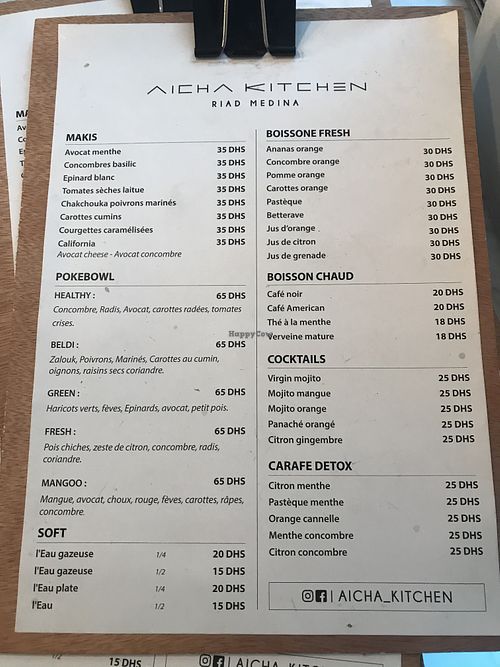 AICHA KITCHEN
RIAD MEDINA
MAKIS
Avocat menthe 35 DHS
Concombres basilic 35 DHS
Epinard blanc 35 DHS
Tomates sèches laitue 35 DHS
Chakchouka poivrons marinés 35 DHS
Carottes cumins 35 DHS
Courgettes caramélisées 35 DHS
California 35 DHS
Avocat cheese - Avocat concombre
POKEBOWL
HEALTHY : 65 DHS
Concombre, Radis, Avocat, carottes radées, tomates
crises.
BELDI : 65 DHS
Zalouk, Poivrons, Marinés, Carottes au cumin,
oignons, raisins secs coriandre.
GREEN : 65 DHS
Haricots verts, fèves, Epinards, avocat, petit pois.
FRESH : 65 DHS
Pois chiches, zeste de citron, concombre, radis,
coriandre.
MANGOO : 65 DHS
Mangue, avocat, choux, rouge, fèves, carottes, râpes,
concombre.
SOFT
l'Eau gazeuse 1/4 20 DHS
l'Eau gazeuse 1/2 15 DHS
l'Eau plate 1/4 20 DHS
l'Eau 1/2 15 DHS
BOISSONE FRESH
Ananas orange 30 DHS
Concombre orange 30 DHS
Pomme orange 30 DHS
Carottes orange 30 DHS
Pastèque 30 DHS
Betterave 30 DHS
Jus d'orange 30 DHS
Jus de citron 30 DHS
Jus de grenade 30 DHS
BOISSON CHAUD
Café noir 20 DHS
Café American 20 DHS
Thé à la menthe 18 DHS
Verveine mature 18 DHS
COCKTAILS
Virgin mojito 25 DHS
Mojito mangue 25 DHS
Mojito orange 25 DHS
Panaché orangé 25 DHS
Citron gingembre 25 DHS
CARAFE DETOX
Citron menthe 25 DHS
Pastèque menthe 25 DHS
Orange cannelle 25 DHS
Menthe concombre 25 DHS
Citron concombre 25 DHS
| AICHA_KITCHEN
HappyCow
1/2 15 DHS
| AICHA_KITCHEN